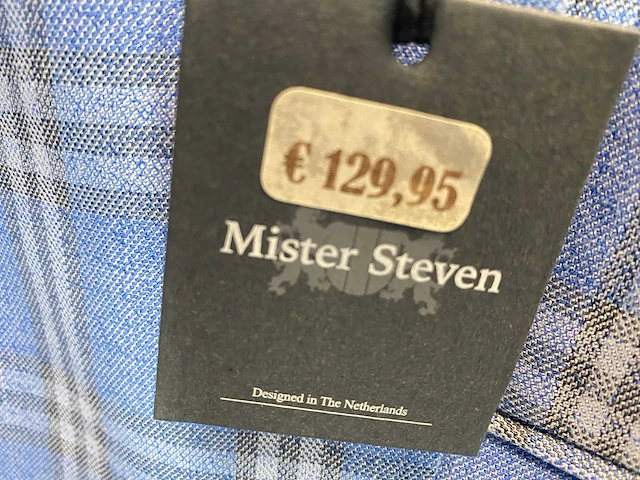 € 129,95
Mister Steven
Designed in The Netherlands